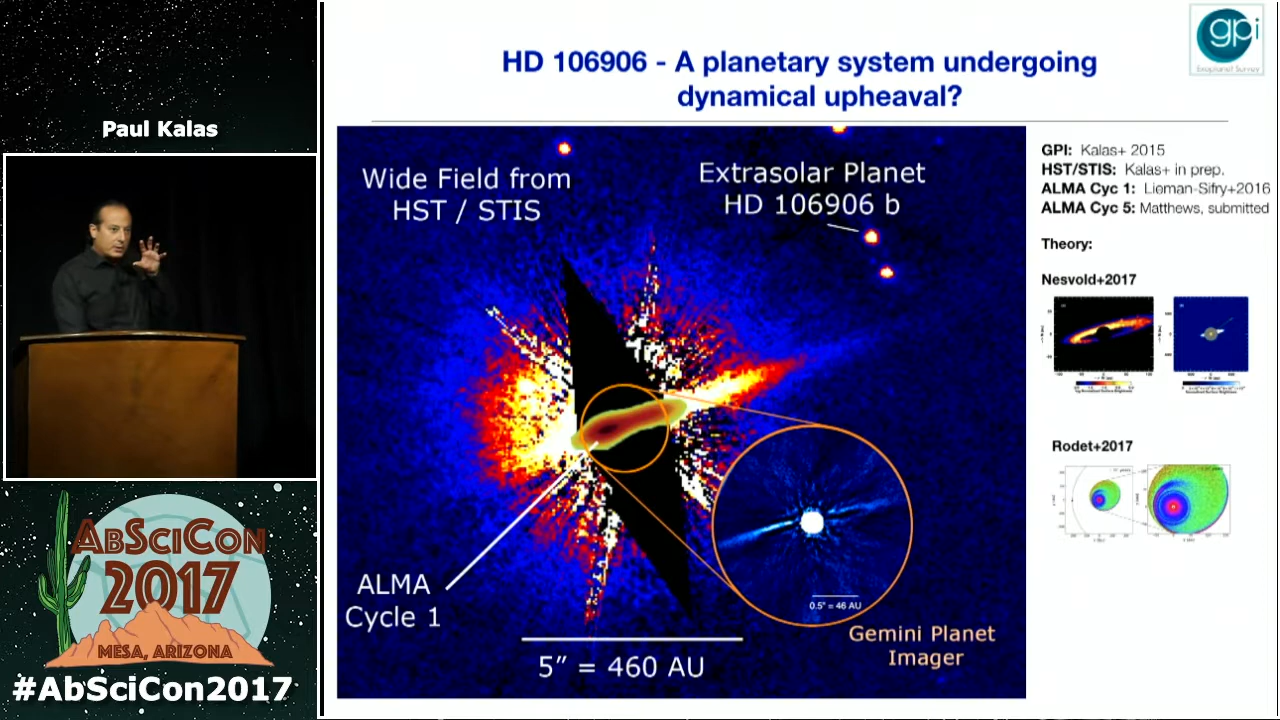 Paul Kalas
AbSciCon
2017
MESA, ARIZONA
#AbSciCon2017
gpi
Exoplanet Survey
HD 106906 - A planetary system undergoing
dynamical upheaval?
Wide Field from
HST / STIS
Extrasolar Planet
HD 106906 b
ALMA
Cycle 1
5" = 460 AU
0.5" = 46 AU
Gemini Planet
Imager
GPI: Kalas+ 2015
HST/STIS: Kalas+ in prep.
ALMA Cyc 1: Lieman-Sifry+2016
ALMA Cyc 5: Matthews, submitted
Theory:
Nesvold+2017
Rodet+2017